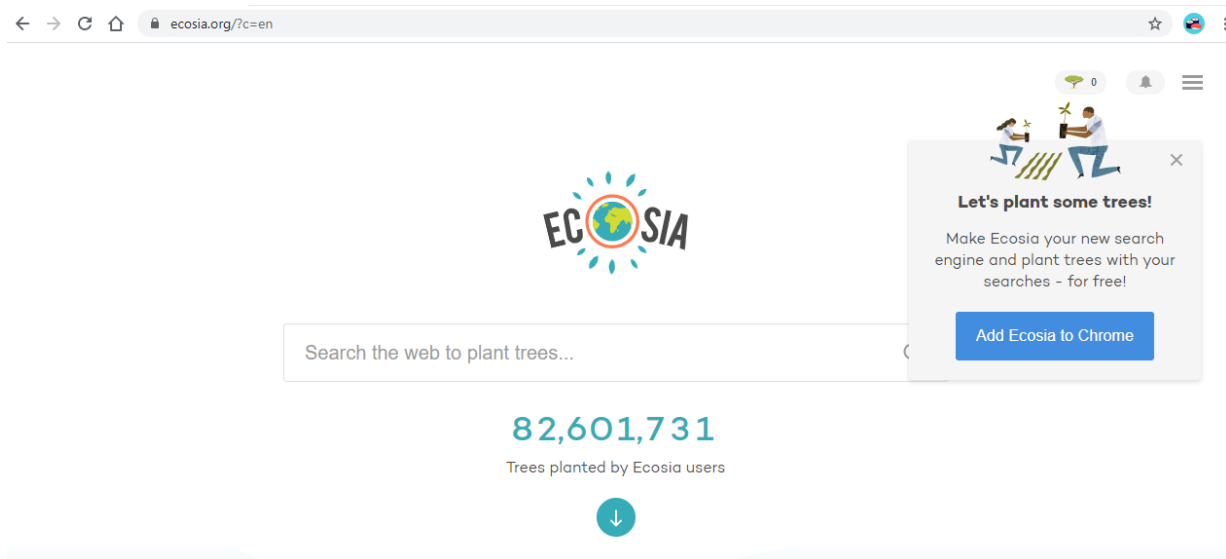 ecosia.org/?c=en
0
ECOSIA
Let's plant some trees!
Make Ecosia your new search
engine and plant trees with your
searches - for free!
Add Ecosia to Chrome
Search the web to plant trees...
82,601,731
Trees planted by Ecosia users